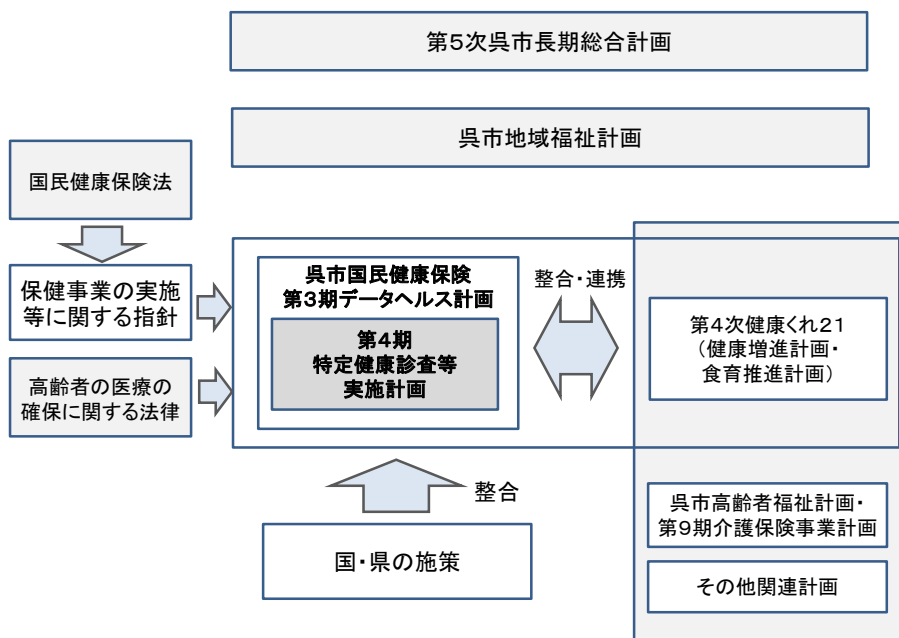 第5次呉市長期総合計画
呉市地域福祉計画
国民健康保険法
保健事業の実施
等に関する指針
高齢者の医療の
確保に関する法律
呉市国民健康保険
第3期データヘルス計画
第4期
特定健康診査等
実施計画
整合・連携
第4次健康くれ21
（健康増進計画・
食育推進計画）
整合
国・県の施策
呉市高齢者福祉計画・
第9期介護保険事業計画
その他関連計画